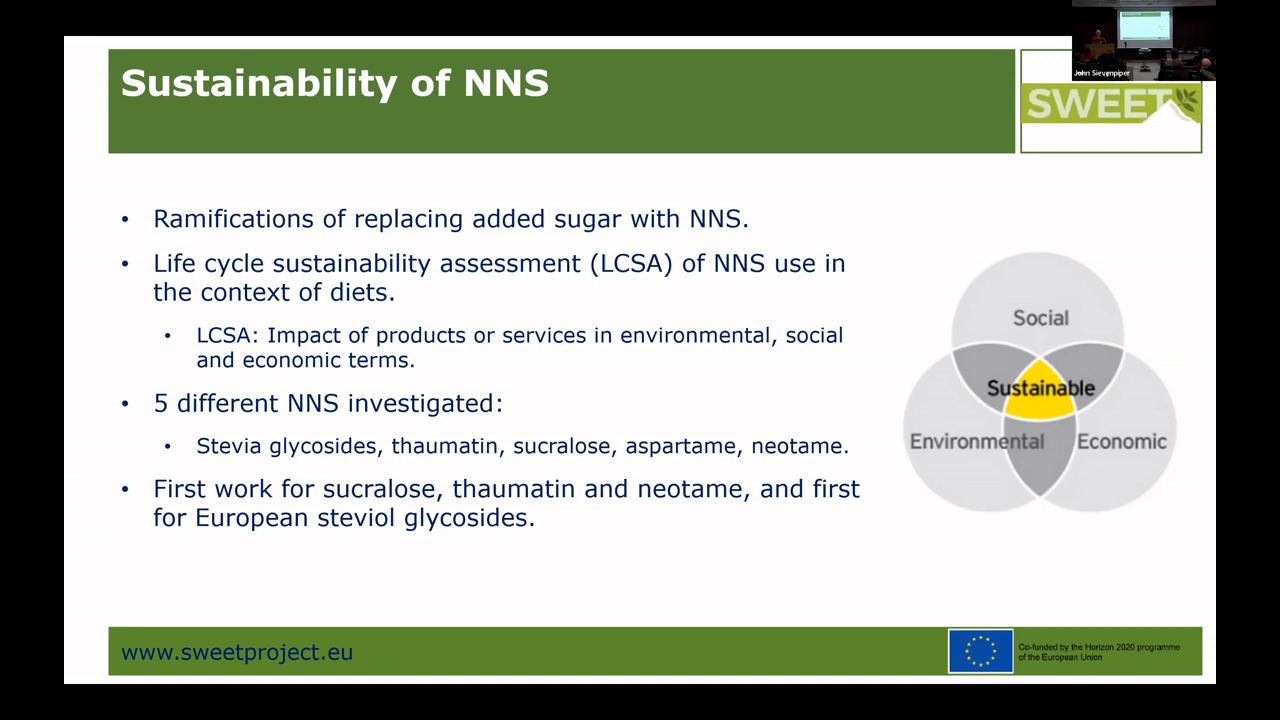 Sustainability of NNS
John Sievenpiper
SWEET
• Ramifications of replacing added sugar with NNS.
• Life cycle sustainability assessment (LCSA) of NNS use in
the context of diets.
• LCSA: Impact of products or services in environmental, social
and economic terms.
• 5 different NNS investigated:
• Stevia glycosides, thaumatin, sucralose, aspartame, neotame.
• First work for sucralose, thaumatin and neotame, and first
for European steviol glycosides.
Social
Sustainable
Environmental
Economic
www.sweetproject.eu
Co-funded by the Horizon 2020 programme
of the European Union